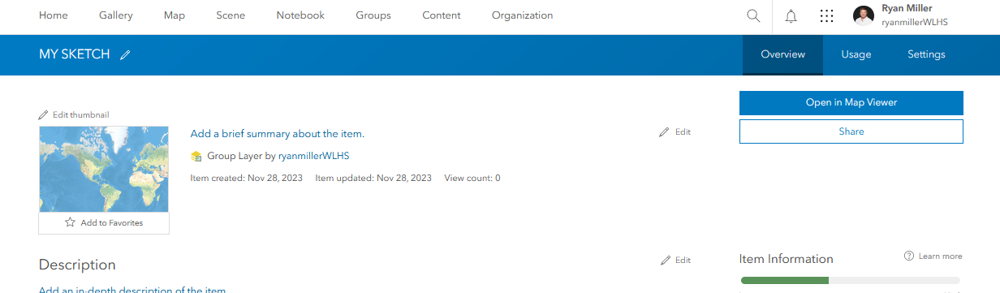 Home Gallery Map Scene Notebook Groups Content Organization Ryan Miller
ryanmillerWLHS
MY SKETCH Overview Usage Settings
Edit thumbnail
Open in Map Viewer
Add a brief summary about the item. Edit
Share
Group Layer by ryanmillerWLHS
Item created: Nov 28, 2023 Item updated: Nov 28, 2023 View count: 0
Add to Favorites
Description Edit
Item Information Learn more
Add an in-depth description of the item